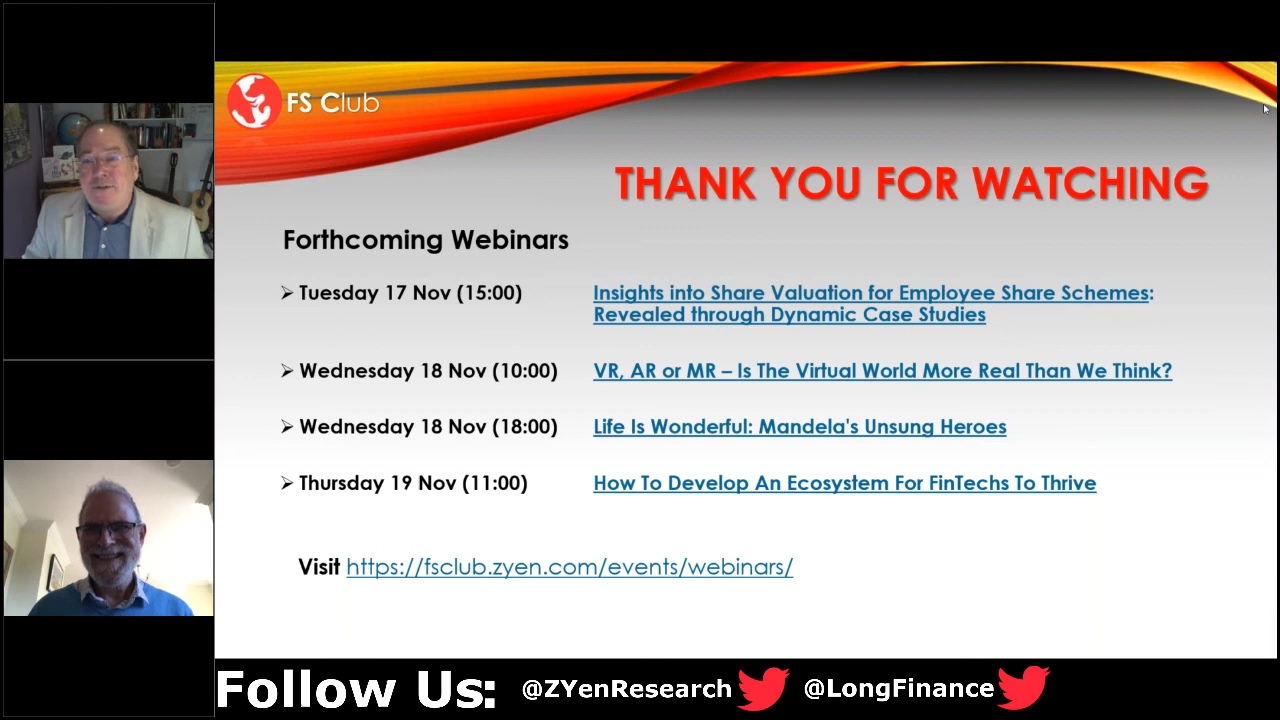 FS Club
THANK YOU FOR WATCHING
Forthcoming Webinars
➢ Tuesday 17 Nov (15:00) Insights into Share Valuation for Employee Share Schemes:
Revealed through Dynamic Case Studies
➢ Wednesday 18 Nov (10:00) VR, AR or MR – Is The Virtual World More Real Than We Think?
➢ Wednesday 18 Nov (18:00) Life Is Wonderful: Mandela's Unsung Heroes
➢ Thursday 19 Nov (11:00) How To Develop An Ecosystem For FinTechs To Thrive
Visit https://fsclub.zyen.com/events/webinars/
Follow Us: @ZYenResearch @LongFinance